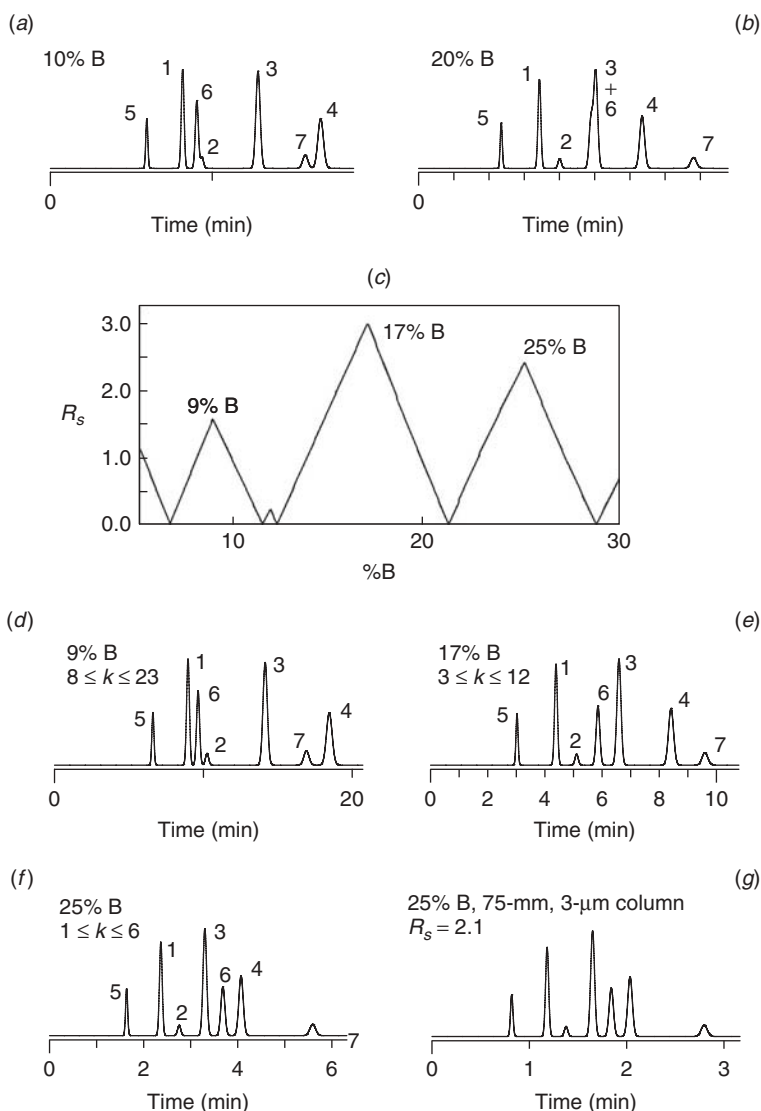 (a)
10% B
5
1
6
2
3
7
4
0
Time (min)
(b)
20% B
5
1
2
3
+
6
4
7
0
Time (min)
(c)
3.0
2.0
1.0
0.0
R_s
9% B
17% B
25% B
10
20
30
%B
(d)
9% B
8 ≤ k ≤ 23
5
1
6
2
3
7
4
0
20
Time (min)
(e)
17% B
3 ≤ k ≤ 12
5
1
2
6
3
4
7
0
2
4
6
8
10
Time (min)
(f)
25% B
1 ≤ k ≤ 6
5
1
2
3
6
4
7
0
2
4
6
Time (min)
(g)
25% B, 75-mm, 3-μm column
R_s = 2.1
0
1
2
3
Time (min)